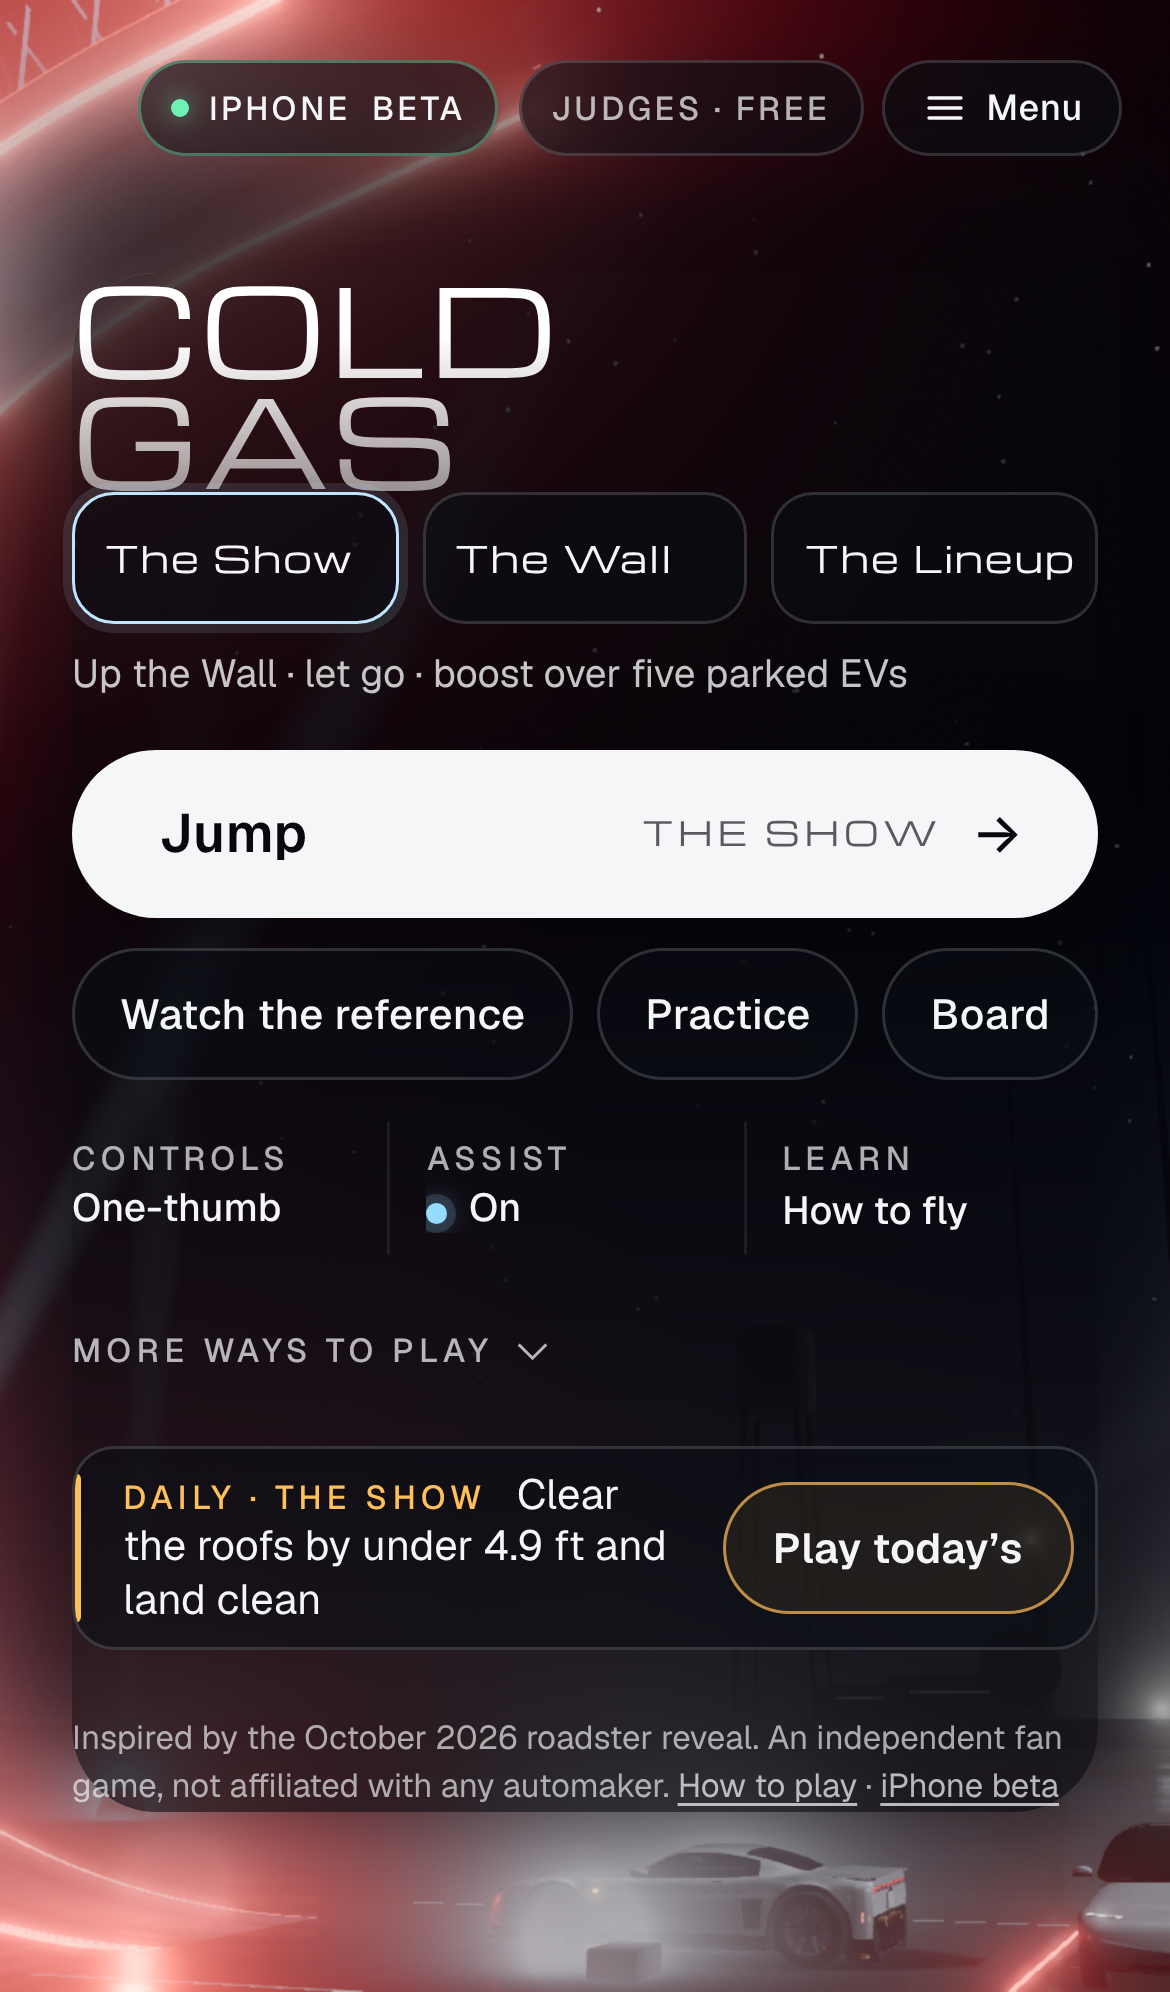 IPHONE BETA
JUDGES · FREE
Menu
COLD
GAS
The Show
The Wall
The Lineup
Up the Wall · let go · boost over five parked EVs
Jump
THE SHOW
Watch the reference
Practice
Board
CONTROLS
One-thumb
ASSIST
On
LEARN
How to fly
MORE WAYS TO PLAY
DAILY · THE SHOW Clear
the roofs by under 4.9 ft and
land clean
Play today’s
Inspired by the October 2026 roadster reveal. An independent fan
game, not affiliated with any automaker. How to play · iPhone beta